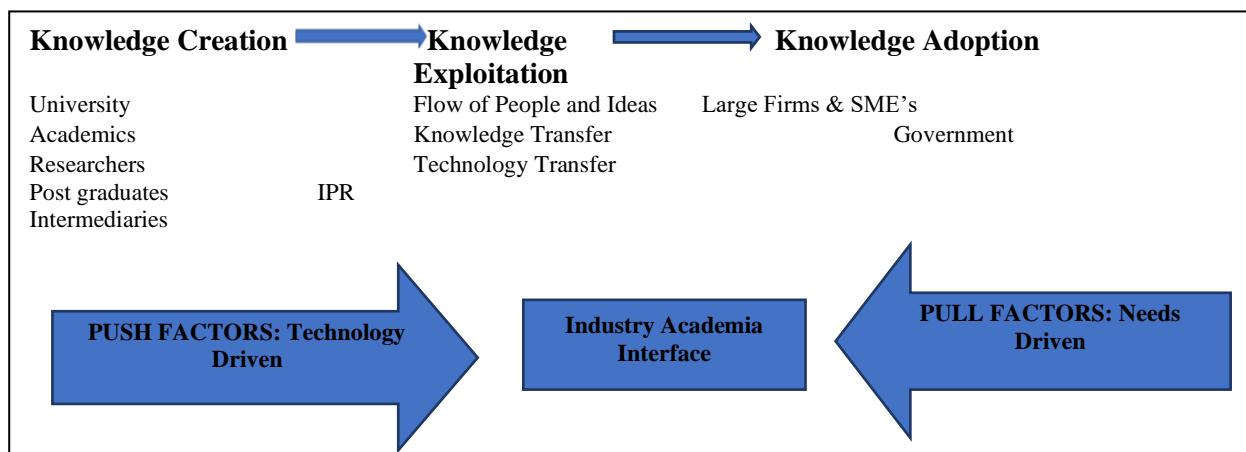 Knowledge Creation Knowledge Exploitation Knowledge Adoption
University Flow of People and Ideas Large Firms & SME's
Academics Knowledge Transfer Government
Researchers Technology Transfer
Post graduates IPR
Intermediaries
PUSH FACTORS: Technology
Driven
Industry Academia
Interface
PULL FACTORS: Needs
Driven